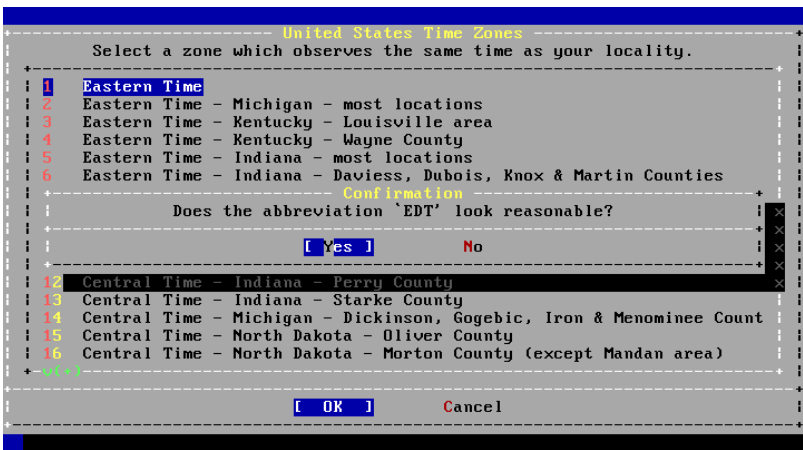 United States Time Zones
Select a zone which observes the same time as your locality.
1 Eastern Time
2 Eastern Time - Michigan - most locations
3 Eastern Time - Kentucky - Louisville area
4 Eastern Time - Kentucky - Wayne County
5 Eastern Time - Indiana - most locations
6 Eastern Time - Indiana - Daviess, Dubois, Knox & Martin Counties
Confirmation
Does the abbreviation `EDT' look reasonable?
[ Yes ] No
12 Central Time - Indiana - Perry County
13 Central Time - Indiana - Starke County
14 Central Time - Michigan - Dickinson, Gogebic, Iron & Menominee Count
15 Central Time - North Dakota - Oliver County
16 Central Time - North Dakota - Morton County (except Mandan area)
v(+)
[ OK ] Cancel